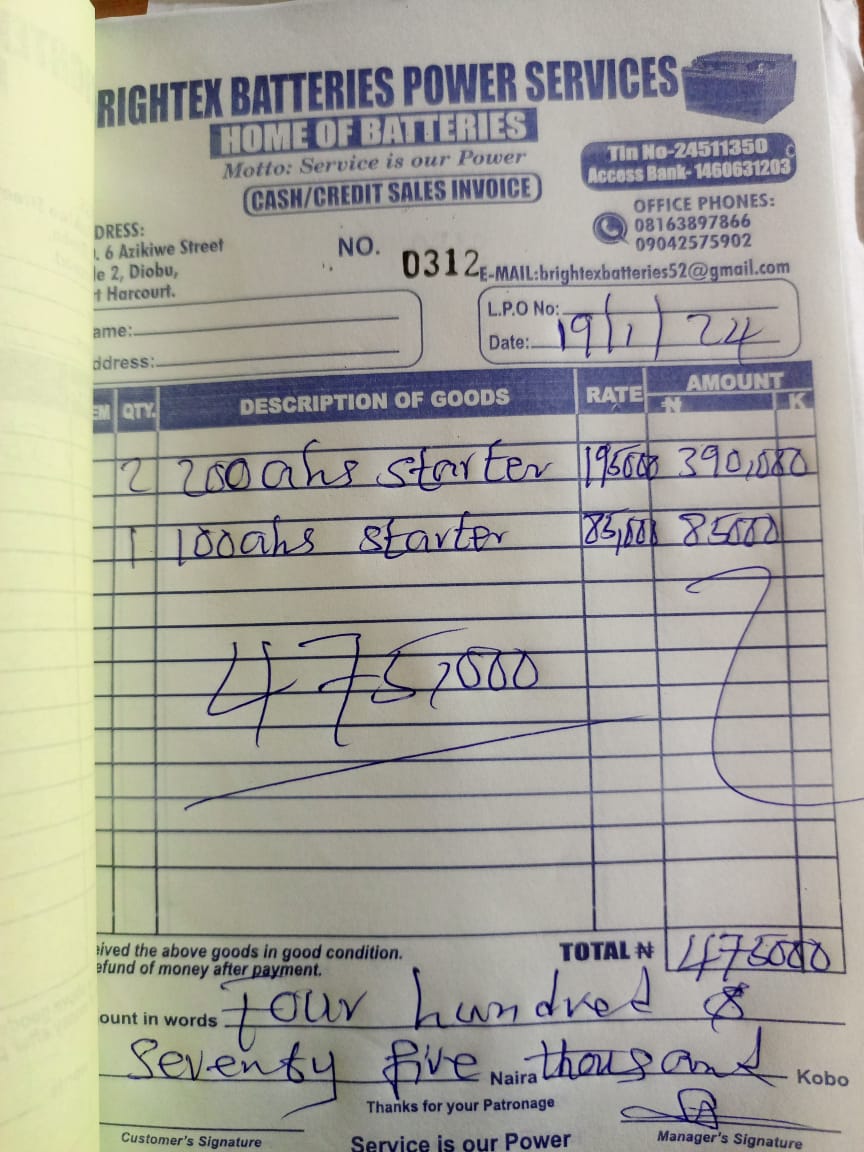 RIGHTEX BATTERIES POWER SERVICES
HOME OF BATTERIES
Motto: Service is our Power
CASH/CREDIT SALES INVOICE
Tin No-24511350
Access Bank-1460631203
OFFICE PHONES:
08163897866
09042575902
DRESS:
. 6 Azikiwe Street
le 2, Diobu,
t Harcourt.
NO. 0312
E-MAIL:brightexbatteries52@gmail.com
ame:
ddress:
L.P.O No:
Date: 19/1/24
EM QTY. DESCRIPTION OF GOODS RATE AMOUNT
₦ K
2 200ahs starter 195000 390,000
1 100ahs starter 85,000 85000
475,000
eived the above goods in good condition.
efund of money after payment.
TOTAL ₦ 475000
ount in words four hundred &
Seventy five Naira thousand Kobo
Thanks for your Patronage
Customer's Signature
Service is our Power
Manager's Signature